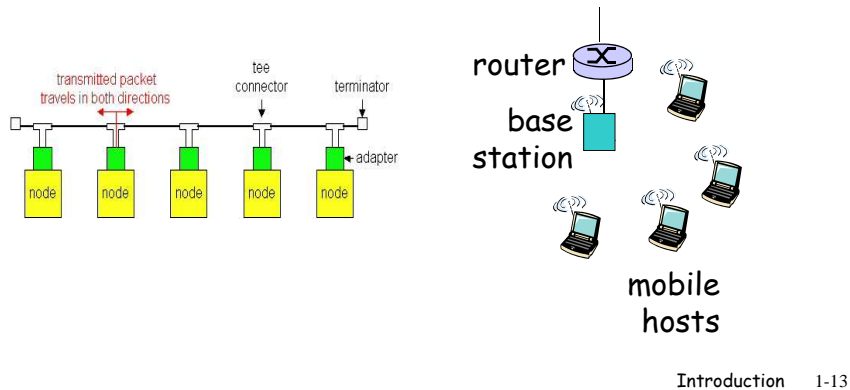 transmitted packet
travels in both directions
tee
connector
terminator
adapter
node
node
node
node
node
router
base
station
mobile
hosts
Introduction 1-13